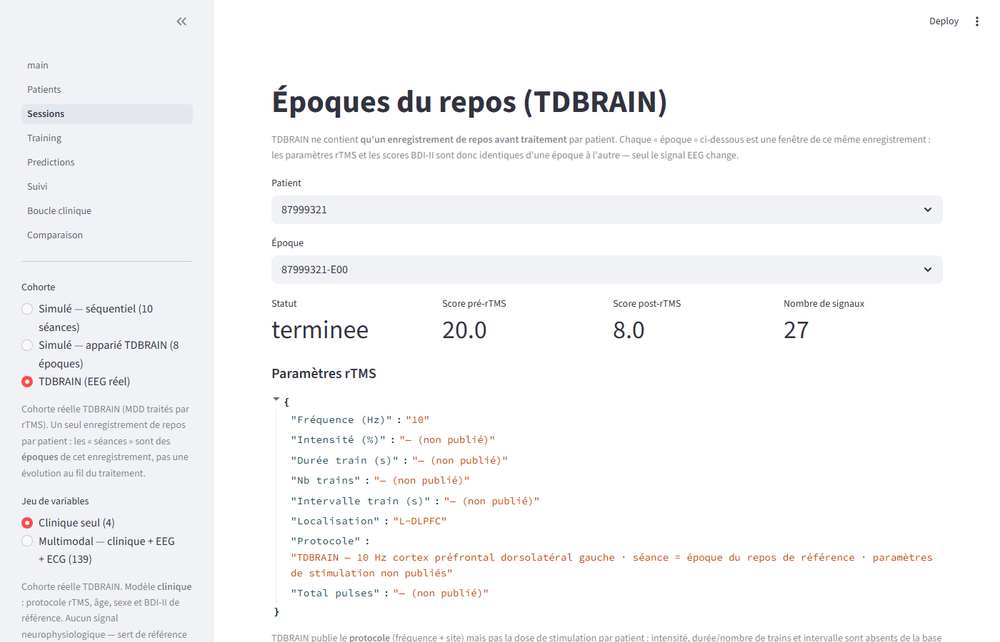 main
Patients
Sessions
Training
Predictions
Suivi
Boucle clinique
Comparaison
Cohorte
Simulé — séquentiel (10
séances)
Simulé — apparié TDBRAIN (8
époques)
TDBRAIN (EEG réel)
Cohorte réelle TDBRAIN (MDD traités par
rTMS). Un seul enregistrement de repos
par patient : les « séances » sont des
époques de cet enregistrement, pas une
évolution au fil du traitement.
Jeu de variables
Clinique seul (4)
Multimodal — clinique + EEG
+ ECG (139)
Cohorte réelle TDBRAIN. Modèle clinique
: protocole rTMS, âge, sexe et BDI-II de
référence. Aucun signal
neurophysiologique — sert de référence
Deploy
Époques du repos (TDBRAIN)
TDBRAIN ne contient qu'un enregistrement de repos avant traitement par patient. Chaque « époque » ci-dessous est une fenêtre de ce même enregistrement :
les paramètres rTMS et les scores BDI-II sont donc identiques d'une époque à l'autre — seul le signal EEG change.
Patient
87999321
Époque
87999321-E00
Statut
terminee
Score pré-rTMS
20.0
Score post-rTMS
8.0
Nombre de signaux
27
Paramètres rTMS
{
"Fréquence (Hz)" : "10"
"Intensité (%)" : "— (non publié)"
"Durée train (s)" : "— (non publié)"
"Nb trains" : "— (non publié)"
"Intervalle train (s)" : "— (non publié)"
"Localisation" : "L-DLPFC"
"Protocole" :
"TDBRAIN — 10 Hz cortex préfrontal dorsolatéral gauche · séance = époque du repos de référence · paramètres
de stimulation non publiés"
"Total pulses" : "— (non publié)"
}
TDBRAIN publie le protocole (fréquence + site) mais pas la dose de stimulation par patient : intensité, durée/nombre de trains et intervalle sont absents de la base